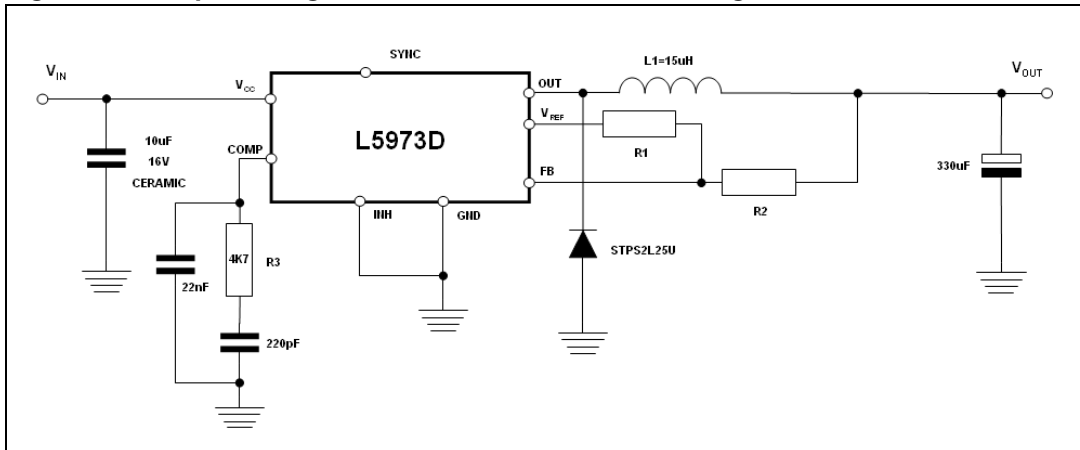 SYNC
L1=15uH
VIN
VCC
OUT
VOUT
VREF
10uF
16V
CERAMIC
COMP
L5973D
R1
FB
330uF
R2
INH
GND
4K7
R3
STPS2L25U
22nF
220pF